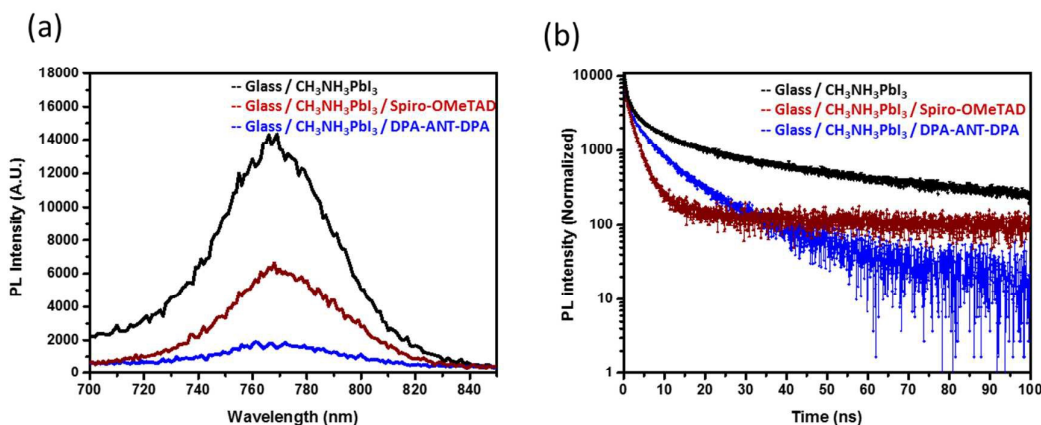 (a)
18000
16000
14000
12000
10000
8000
6000
4000
2000
0
PL Intensity (A.U.)
-- Glass / CH₃NH₃PbI₃
-- Glass / CH₃NH₃PbI₃ / Spiro-OMeTAD
-- Glass / CH₃NH₃PbI₃ / DPA-ANT-DPA
700 720 740 760 780 800 820 840
Wavelength (nm)
(b)
10000
1000
100
10
1
PL intensity (Normalized)
-- Glass / CH₃NH₃PbI₃
-- Glass / CH₃NH₃PbI₃ / Spiro-OMeTAD
-- Glass / CH₃NH₃PbI₃ / DPA-ANT-DPA
0 10 20 30 40 50 60 70 80 90 100
Time (ns)